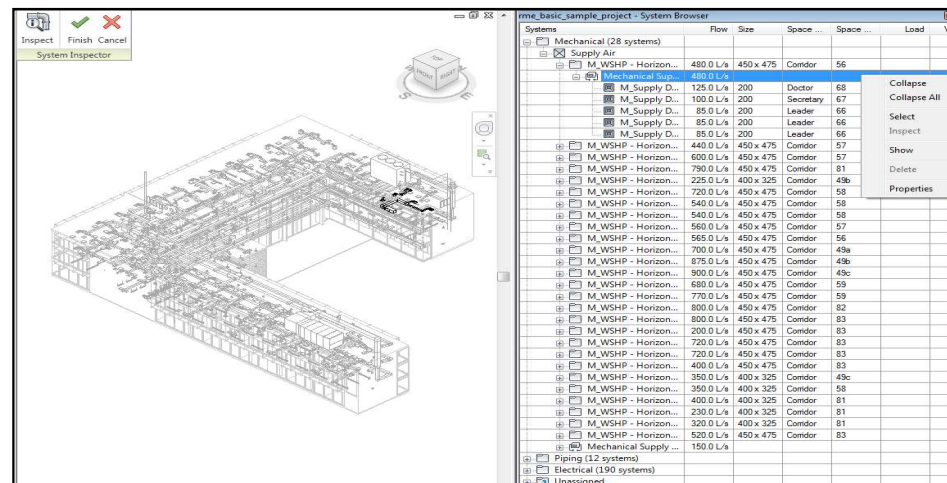 Inspect Finish Cancel
System Inspector
TOP
FRONT RIGHT
S E
rme_basic_sample_project - System Browser
Systems Flow Size Space ... Space ... Load
Mechanical (28 systems)
Supply Air
M_WSHP - Horizon... 480.0 L/s 450 x 475 Corridor 56
Mechanical Sup... 480.0 L/s
M_Supply D... 125.0 L/s 200 Doctor 68
M_Supply D... 100.0 L/s 200 Secretary 67
M_Supply D... 85.0 L/s 200 Leader 66
M_Supply D... 85.0 L/s 200 Leader 66
M_Supply D... 85.0 L/s 200 Leader 66
M_WSHP - Horizon... 440.0 L/s 450 x 475 Corridor 57
M_WSHP - Horizon... 600.0 L/s 450 x 475 Corridor 57
M_WSHP - Horizon... 790.0 L/s 450 x 475 Corridor 81
M_WSHP - Horizon... 225.0 L/s 400 x 325 Corridor 49b
M_WSHP - Horizon... 720.0 L/s 450 x 475 Corridor 58
M_WSHP - Horizon... 540.0 L/s 450 x 475 Corridor 58
M_WSHP - Horizon... 540.0 L/s 450 x 475 Corridor 58
M_WSHP - Horizon... 560.0 L/s 450 x 475 Corridor 57
M_WSHP - Horizon... 565.0 L/s 450 x 475 Corridor 56
M_WSHP - Horizon... 700.0 L/s 450 x 475 Corridor 49a
M_WSHP - Horizon... 875.0 L/s 450 x 475 Corridor 49b
M_WSHP - Horizon... 900.0 L/s 450 x 475 Corridor 49c
M_WSHP - Horizon... 680.0 L/s 450 x 475 Corridor 59
M_WSHP - Horizon... 770.0 L/s 450 x 475 Corridor 59
M_WSHP - Horizon... 800.0 L/s 450 x 475 Corridor 82
M_WSHP - Horizon... 800.0 L/s 450 x 475 Corridor 83
M_WSHP - Horizon... 200.0 L/s 450 x 475 Corridor 83
M_WSHP - Horizon... 720.0 L/s 450 x 475 Corridor 83
M_WSHP - Horizon... 720.0 L/s 450 x 475 Corridor 83
M_WSHP - Horizon... 400.0 L/s 450 x 475 Corridor 83
M_WSHP - Horizon... 350.0 L/s 400 x 325 Corridor 49c
M_WSHP - Horizon... 350.0 L/s 400 x 325 Corridor 58
M_WSHP - Horizon... 400.0 L/s 400 x 325 Corridor 81
M_WSHP - Horizon... 230.0 L/s 400 x 325 Corridor 81
M_WSHP - Horizon... 320.0 L/s 400 x 325 Corridor 81
M_WSHP - Horizon... 520.0 L/s 450 x 475 Corridor 83
Mechanical Supply ... 150.0 L/s
Piping (12 systems)
Electrical (190 systems)
Unassigned
Collapse
Collapse All
Select
Inspect
Show
Delete
Properties